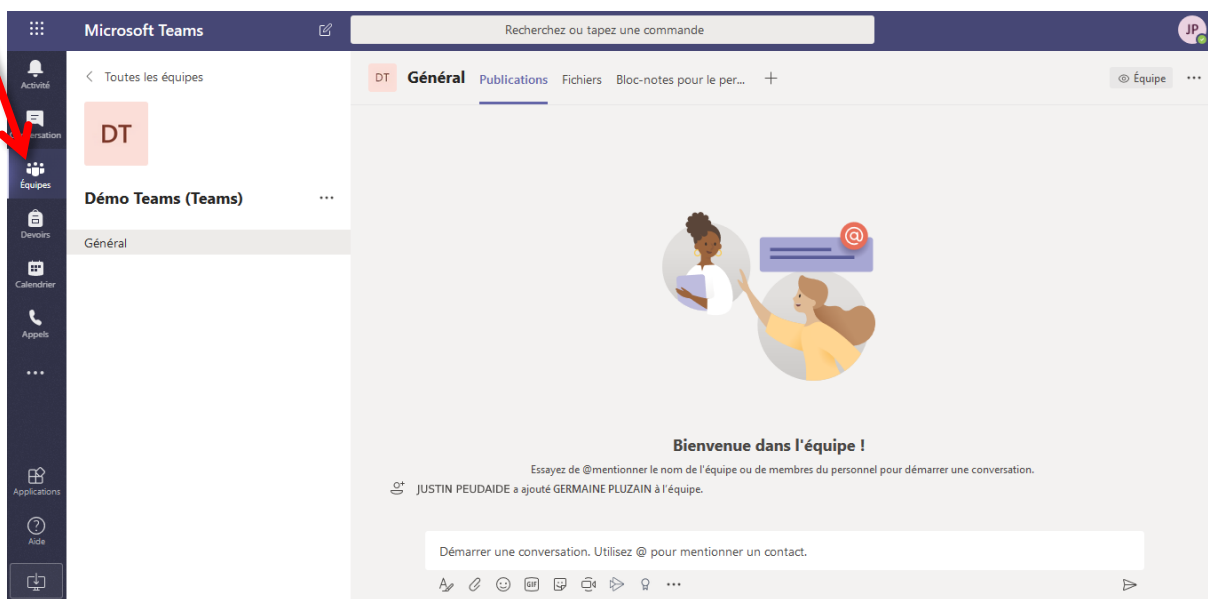 Microsoft Teams
Recherchez ou tapez une commande
JP
Activité
ersation
Équipes
Devoirs
Calendrier
Appels
Applications
Aide
Toutes les équipes
DT
Démo Teams (Teams)
Général
DT Général Publications Fichiers Bloc-notes pour le per... Équipe
@
Bienvenue dans l'équipe !
Essayez de @mentionner le nom de l'équipe ou de membres du personnel pour démarrer une conversation.
JUSTIN PEUDAIDE a ajouté GERMAINE PLUZAIN à l'équipe.
Démarrer une conversation. Utilisez @ pour mentionner un contact.
GIF